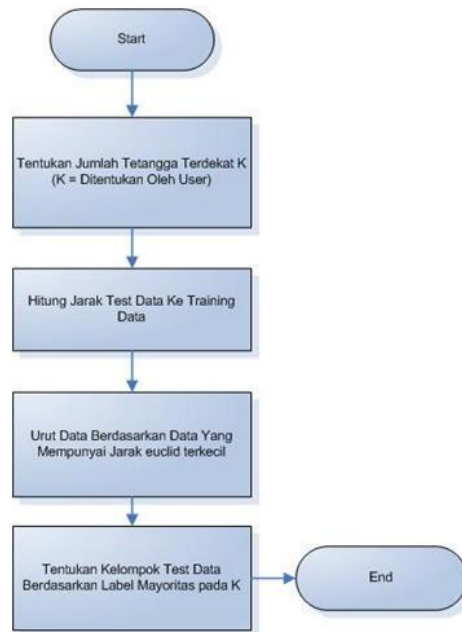 Start
Tentukan Jumlah Tetangga Terdekat K
(K = Ditentukan Oleh User)
Hitung Jarak Test Data Ke Training
Data
Urut Data Berdasarkan Data Yang
Mempunyai Jarak euclid terkecil
Tentukan Kelompok Test Data
Berdasarkan Label Mayoritas pada K
End